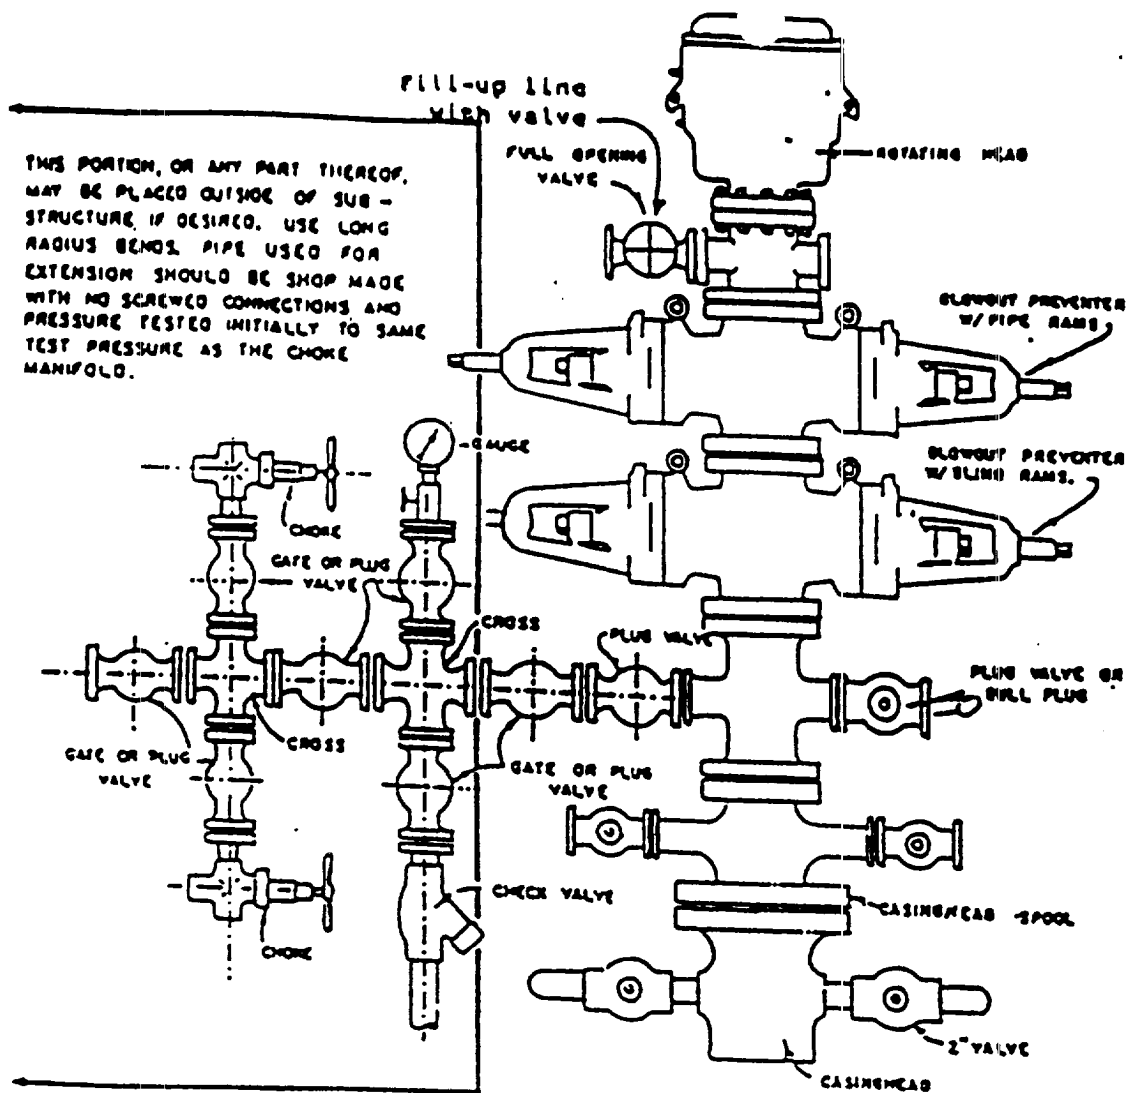 Fill-up line
with valve
FULL OPENING
VALVE
ROTATING HEAD
THIS PORTION, OR ANY PART THEREOF,
MAY BE PLACED OUTSIDE OF SUB-
STRUCTURE IF DESIRED. USE LONG
RADIUS BENDS. PIPE USED FOR
EXTENSION SHOULD BE SHOP MADE
WITH NO SCREWED CONNECTIONS AND
PRESSURE TESTED INITIALLY TO SAME
TEST PRESSURE AS THE CHOKE
MANIFOLD.
BLOWOUT PREVENTER
W/PIPE RAMS.
GAUGE
BLOWOUT PREVENTER
W/BLIND RAMS.
CHOKE
GATE OR PLUG
VALVE
CROSS
PLUG VALVE
PLUG VALVE OR
BULL PLUG
CROSS
GATE OR PLUG
VALVE
GATE OR PLUG
VALVE
CHECK VALVE
CASINGHEAD SPOOL
CHOKE
2" VALVE
CASINGHEAD